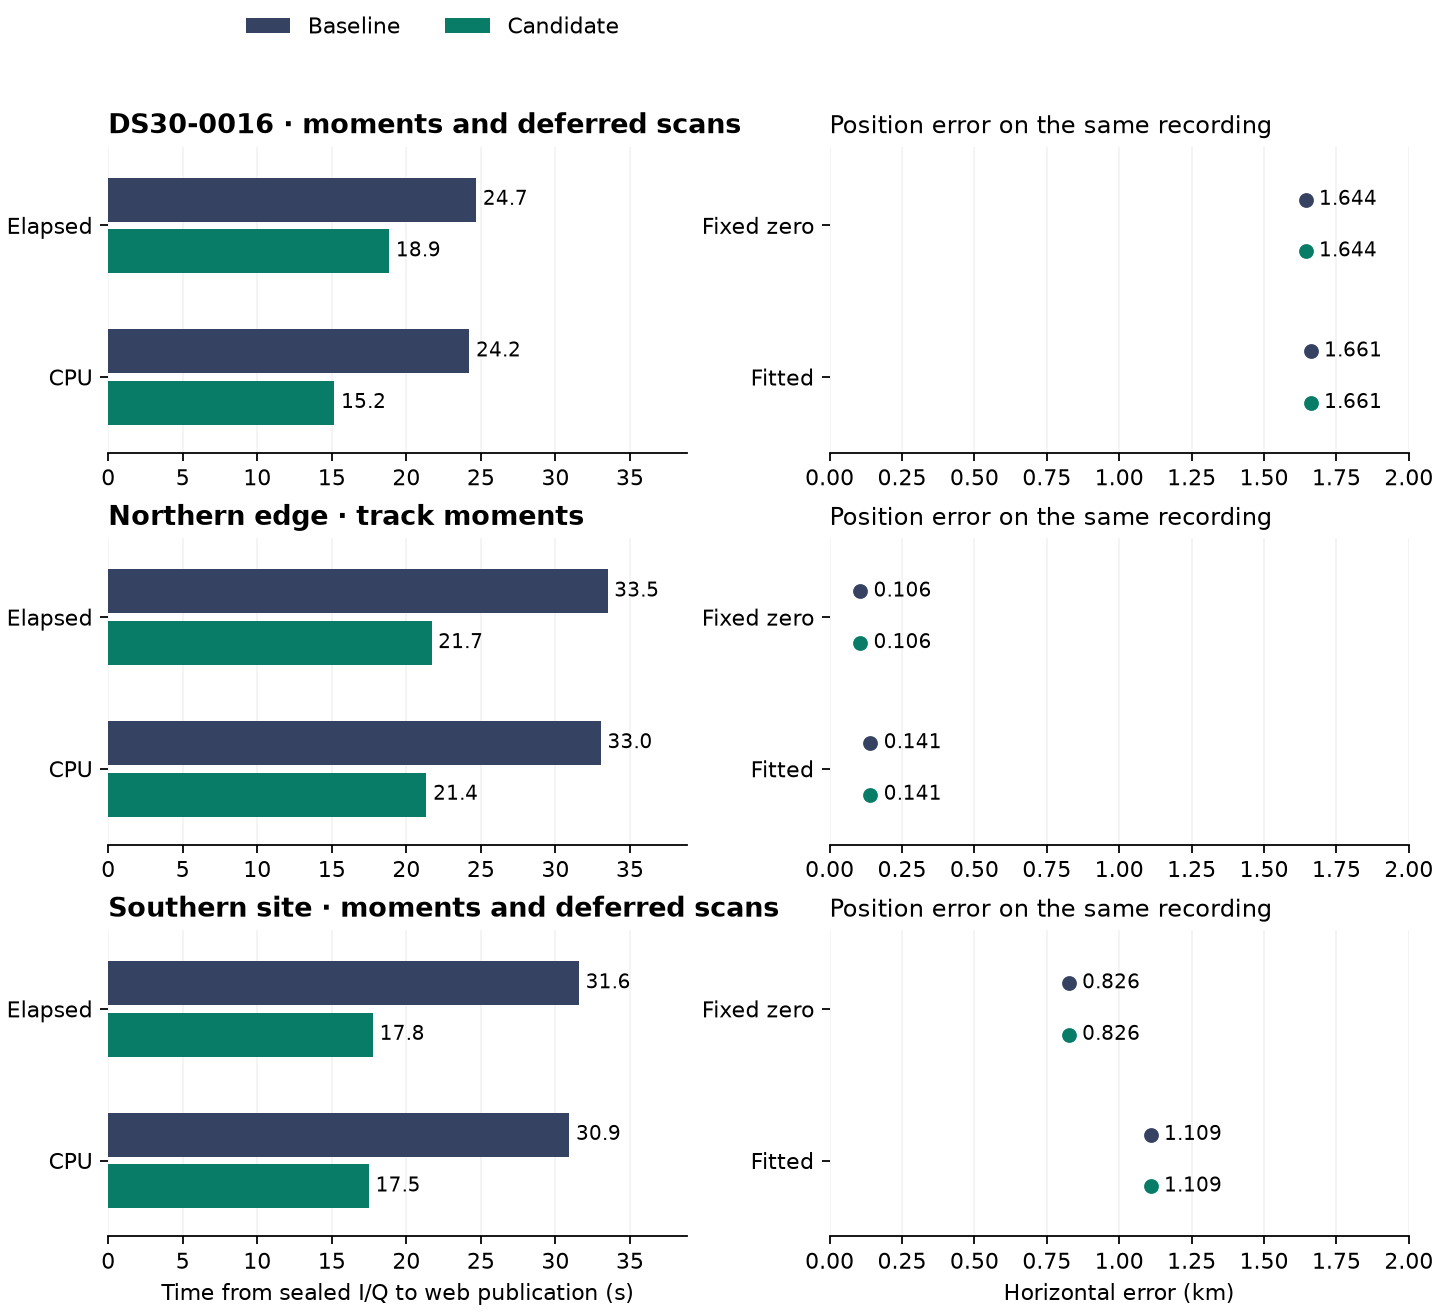 Baseline Candidate
DS30-0016 · moments and deferred scans
Elapsed
24.7
18.9
CPU
24.2
15.2
0 5 10 15 20 25 30 35
Position error on the same recording
Fixed zero
1.644
1.644
Fitted
1.661
1.661
0.00 0.25 0.50 0.75 1.00 1.25 1.50 1.75 2.00
Northern edge · track moments
Elapsed
33.5
21.7
CPU
33.0
21.4
0 5 10 15 20 25 30 35
Position error on the same recording
Fixed zero
0.106
0.106
Fitted
0.141
0.141
0.00 0.25 0.50 0.75 1.00 1.25 1.50 1.75 2.00
Southern site · moments and deferred scans
Elapsed
31.6
17.8
CPU
30.9
17.5
0 5 10 15 20 25 30 35
Time from sealed I/Q to web publication (s)
Position error on the same recording
Fixed zero
0.826
0.826
Fitted
1.109
1.109
0.00 0.25 0.50 0.75 1.00 1.25 1.50 1.75 2.00
Horizontal error (km)